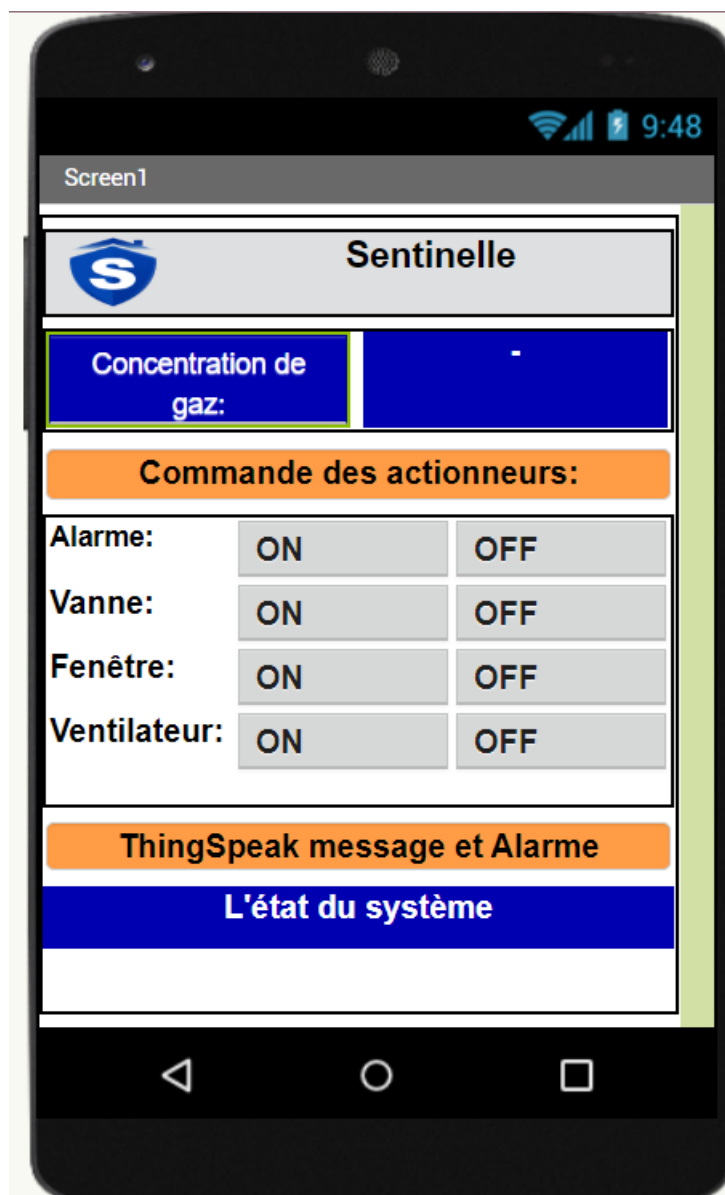 9:48
Screen1
S
Sentinelle
Concentration de
gaz:
-
Commande des actionneurs:
Alarme: ON OFF
Vanne: ON OFF
Fenêtre: ON OFF
Ventilateur: ON OFF
ThingSpeak message et Alarme
L'état du système